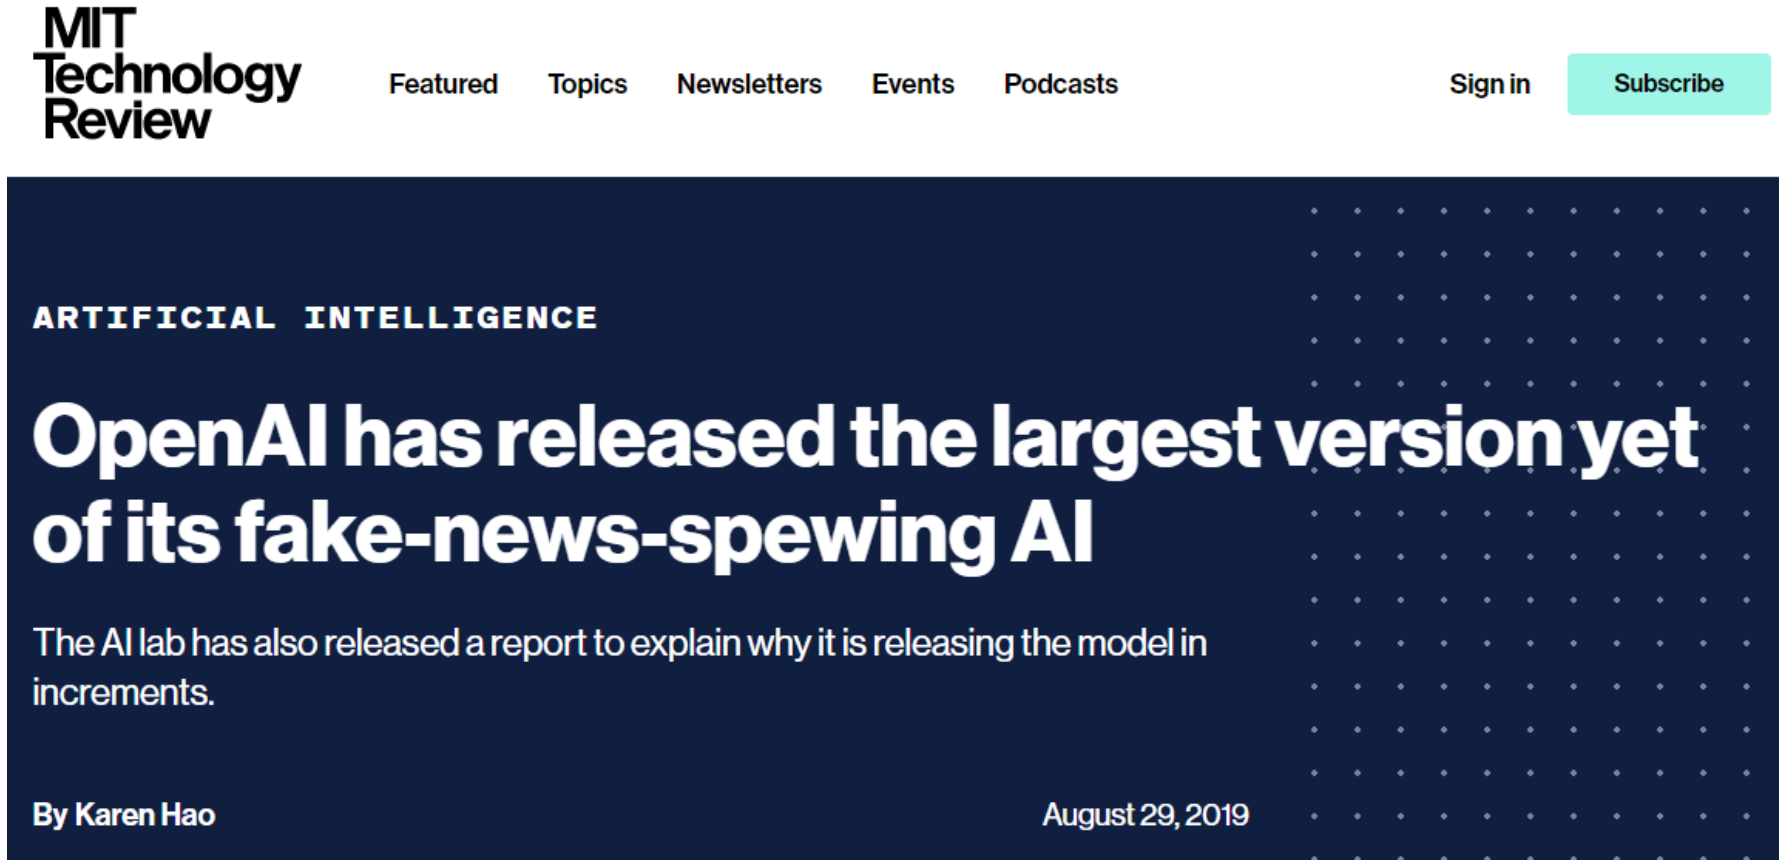 MIT
Technology
Review
Featured Topics Newsletters Events Podcasts Sign in Subscribe
ARTIFICIAL INTELLIGENCE
OpenAI has released the largest version yet
of its fake-news-spewing AI
The AI lab has also released a report to explain why it is releasing the model in
increments.
By Karen Hao August 29, 2019